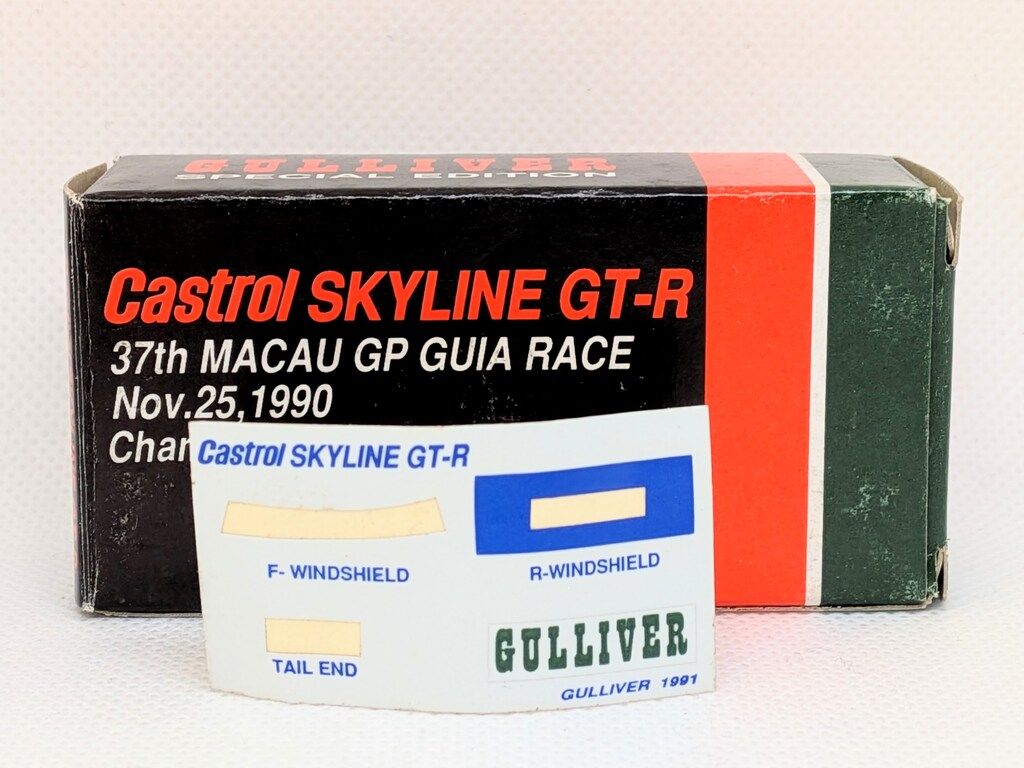 GULLIVER
SPECIAL EDITION
Castrol SKYLINE GT-R
37th MACAU GP GUIA RACE
Nov.25,1990
Cham
Castrol SKYLINE GT-R
F- WINDSHIELD
R-WINDSHIELD
TAIL END
GULLIVER
GULLIVER 1991